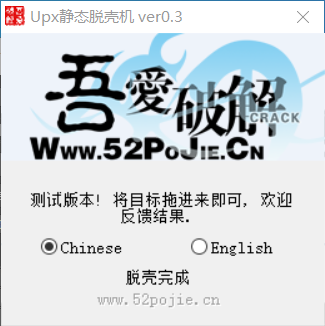 Upx静态脱壳机 ver0.3
吾愛破解
CRACK
Www.52PoJie.Cn
测试版本! 将目标拖进来即可, 欢迎
反馈结果.
Chinese
English
脱壳完成
www.52pojie.cn